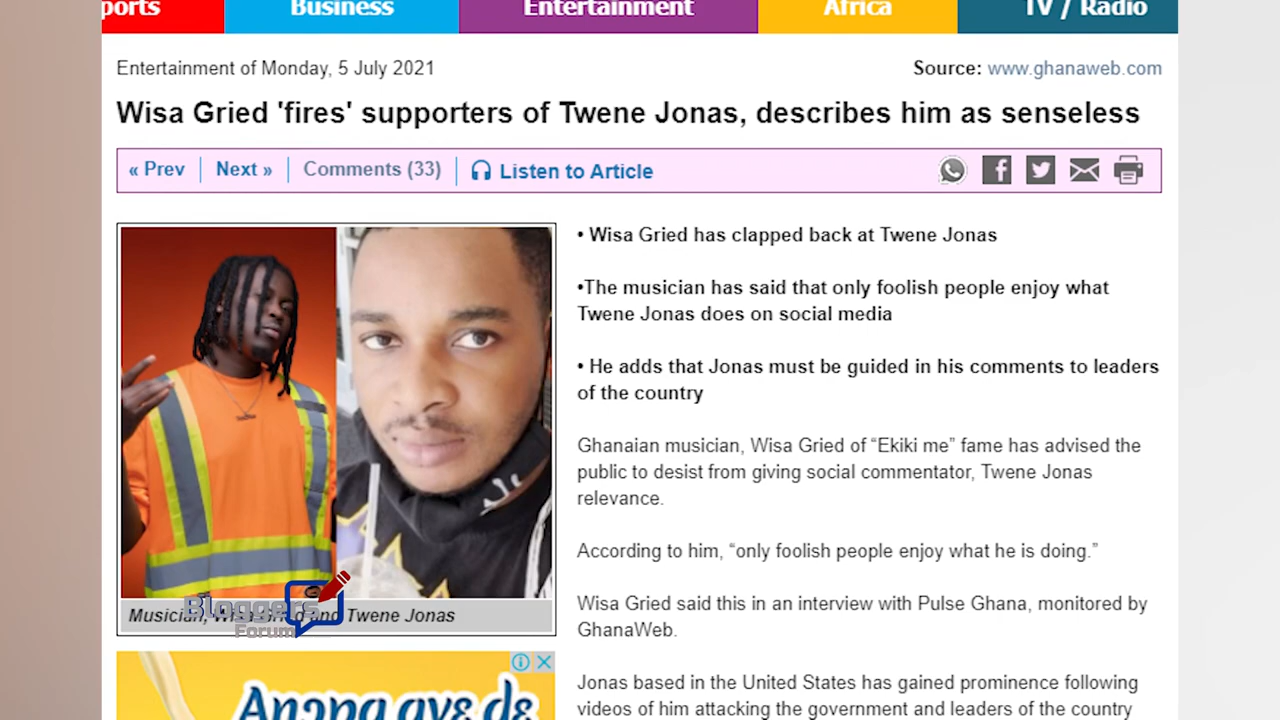 ports Business Entertainment Africa TV / Radio
Entertainment of Monday, 5 July 2021
Source: www.ghanaweb.com
Wisa Gried 'fires' supporters of Twene Jonas, describes him as senseless
« Prev Next » Comments (33) Listen to Article
• Wisa Gried has clapped back at Twene Jonas
•The musician has said that only foolish people enjoy what
Twene Jonas does on social media
• He adds that Jonas must be guided in his comments to leaders
of the country
Ghanaian musician, Wisa Gried of “Ekiki me” fame has advised the
public to desist from giving social commentator, Twene Jonas
relevance.
According to him, “only foolish people enjoy what he is doing.”
Wisa Gried said this in an interview with Pulse Ghana, monitored by
GhanaWeb.
Jonas based in the United States has gained prominence following
videos of him attacking the government and leaders of the country
Musician, Wisa Gried and Twene Jonas
Bloggers
Forum
Anɔpa ayɛ dɛ